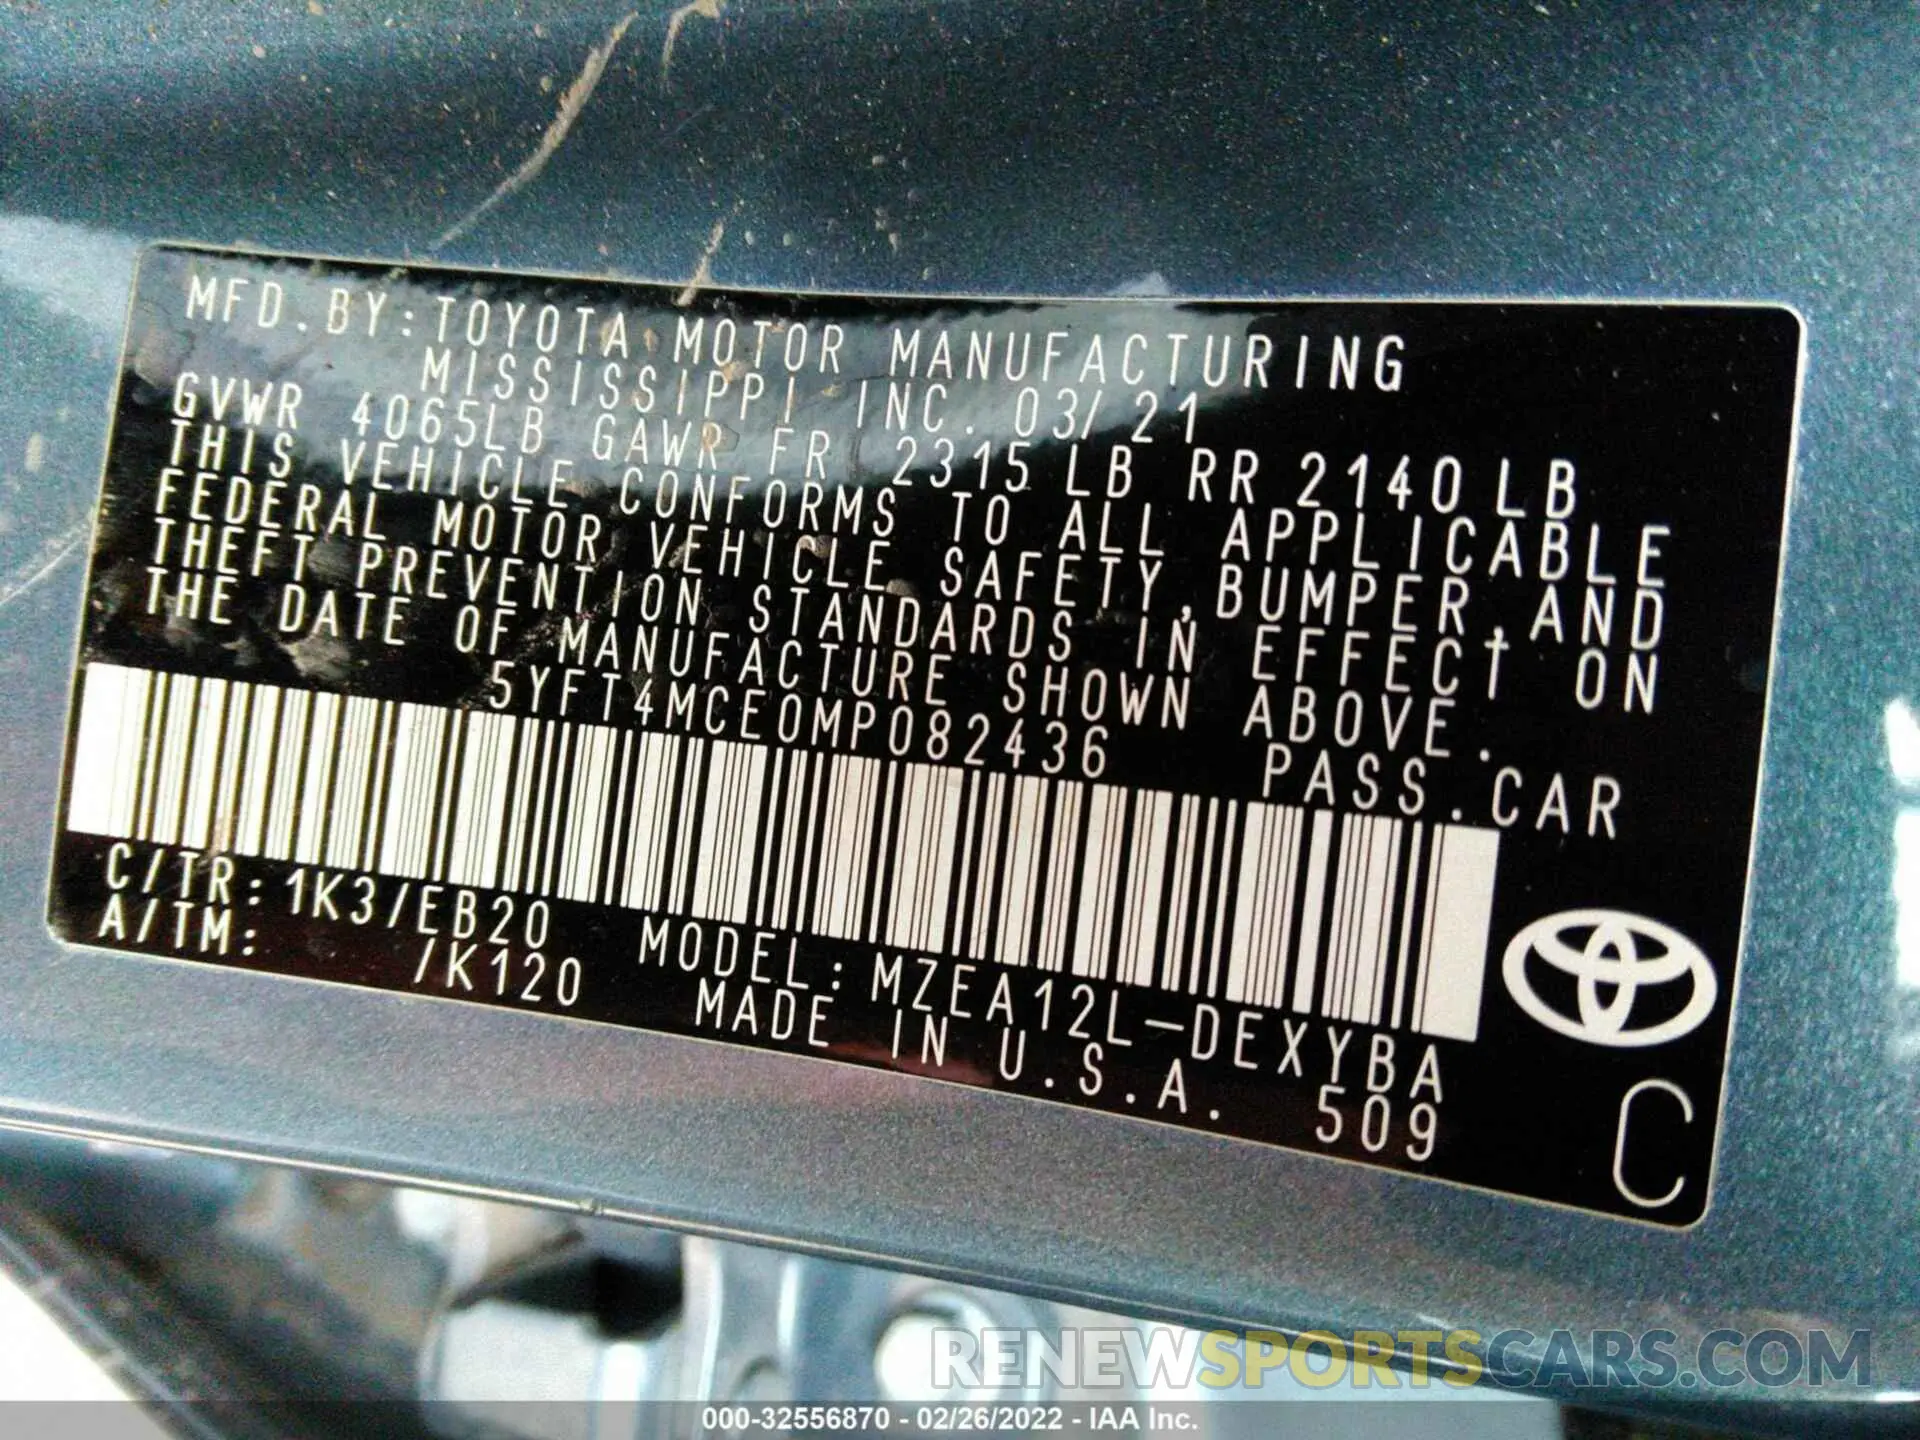 MFD.BY:TOYOTA MOTOR MANUFACTURING
MISSISSIPPI INC. 03/21
GVWR 4065LB GAWR FR 2315LB RR 2140LB
THIS VEHICLE CONFORMS TO ALL APPLICABLE
FEDERAL MOTOR VEHICLE SAFETY,BUMPER,AND
THEFT PREVENTION STANDARDS IN EFFECT ON
THE DATE OF MANUFACTURE SHOWN ABOVE.
5YFT4MCE0MP082436 PASS.CAR
C/TR:1K3/EB20 MODEL:MZEA12L-DEXYBA
A/TM: /K120 MADE IN U.S.A. 509
C
RENEWSPORTSCARS.COM
000-32556870 - 02/26/2022 - IAA Inc.